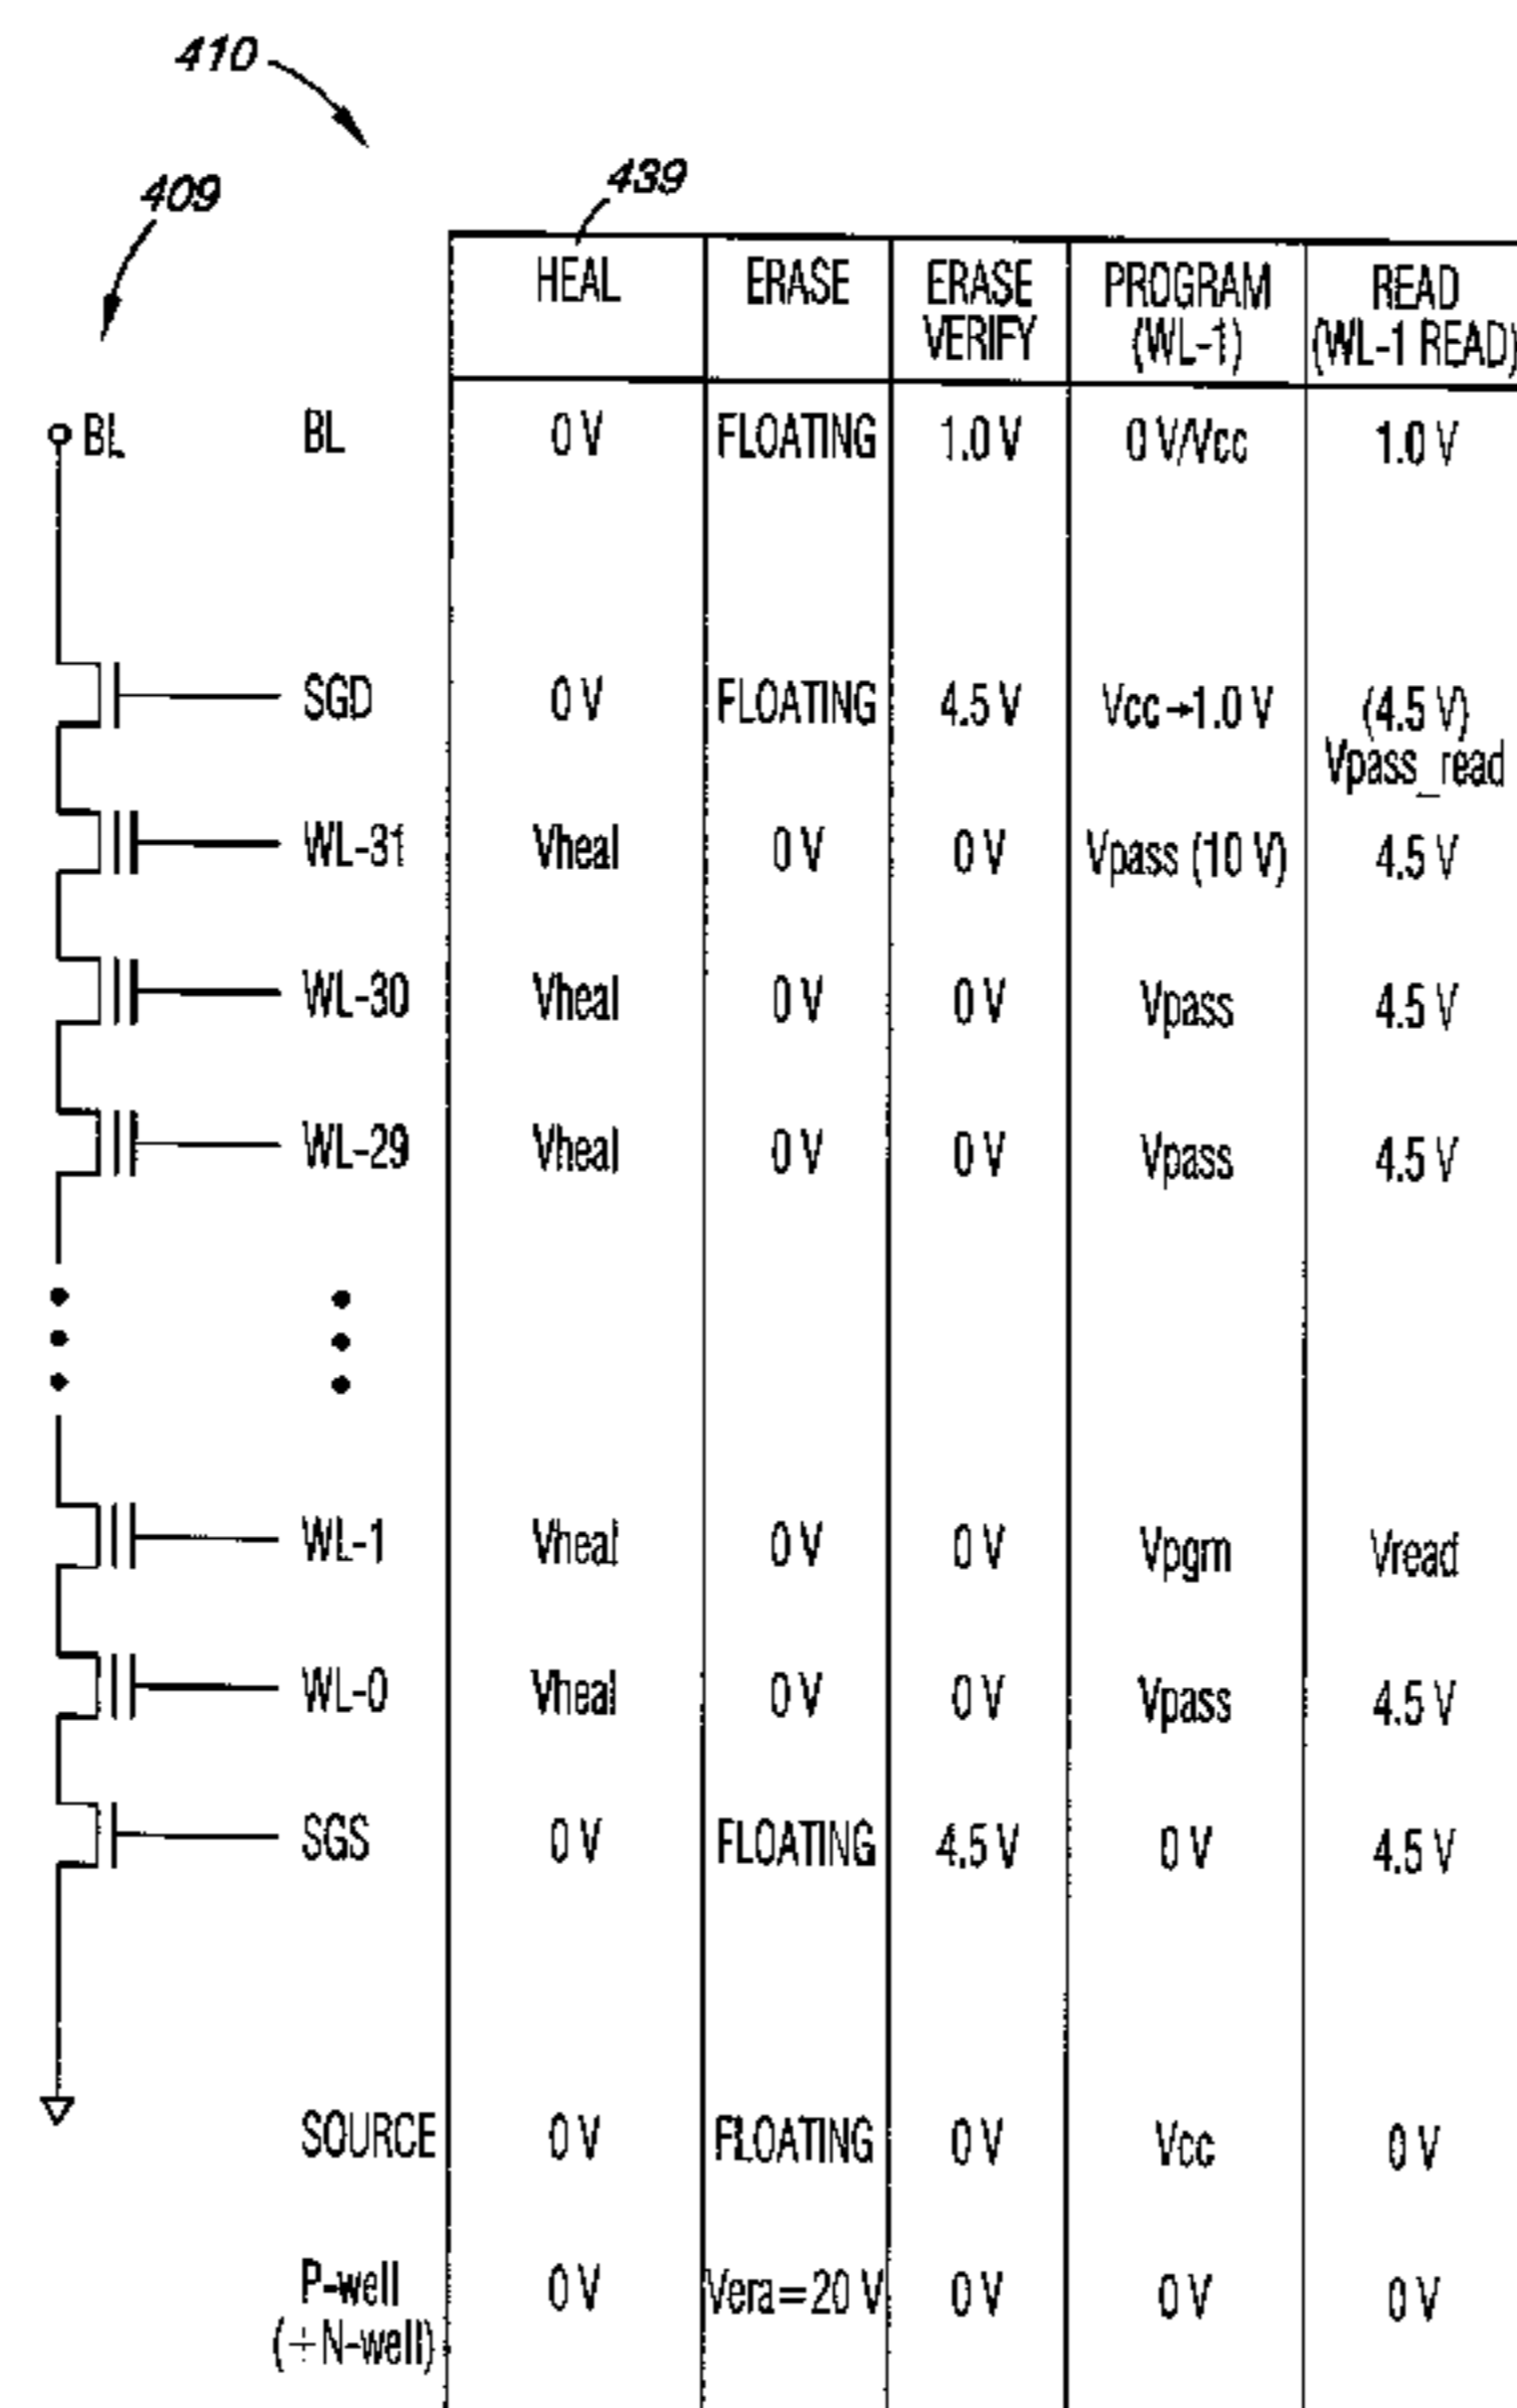 410
409
439
HEAL ERASE ERASE VERIFY PROGRAM (WL-1) READ (WL-1 READ)
BL BL 0 V FLOATING 1.0 V 0 V/Vcc 1.0 V
SGD 0 V FLOATING 4.5 V Vcc→1.0 V (4.5 V) Vpass_read
WL-31 Vheal 0 V 0 V Vpass (10 V) 4.5 V
WL-30 Vheal 0 V 0 V Vpass 4.5 V
WL-29 Vheal 0 V 0 V Vpass 4.5 V
WL-1 Vheal 0 V 0 V Vpgm Vread
WL-0 Vheal 0 V 0 V Vpass 4.5 V
SGS 0 V FLOATING 4.5 V 0 V 4.5 V
SOURCE 0 V FLOATING 0 V Vcc 0 V
P-well (+N-well) 0 V Vera=20 V 0 V 0 V 0 V